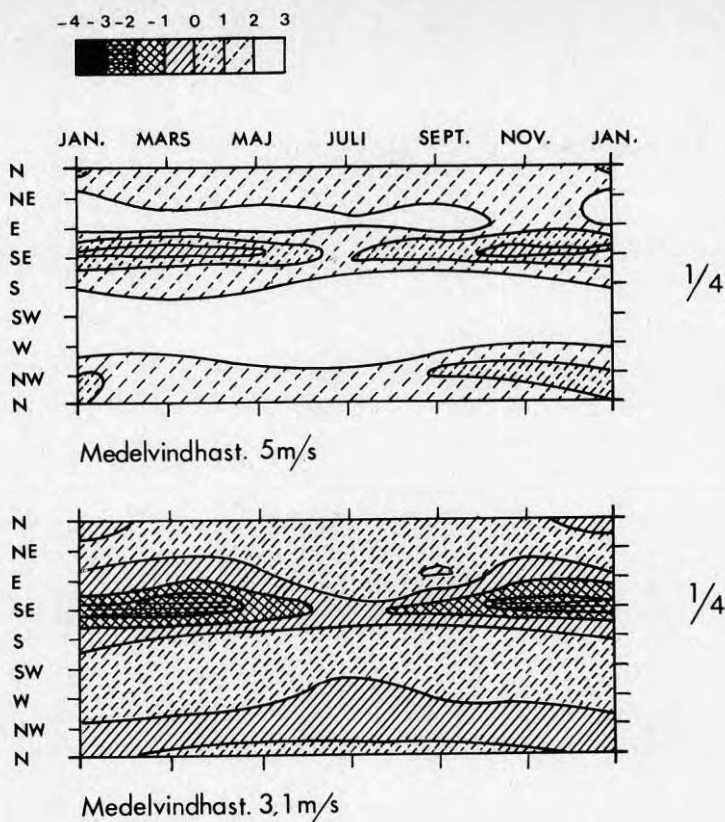 -4 -3 -2 -1 0 1 2 3
JAN. MARS MAJ JULI SEPT. NOV. JAN.
N
NE
E
SE
S
SW
W
NW
N
1/4
Medelvindhast. 5m/s
N
NE
E
SE
S
SW
W
NW
N
1/4
Medelvindhast. 3,1m/s